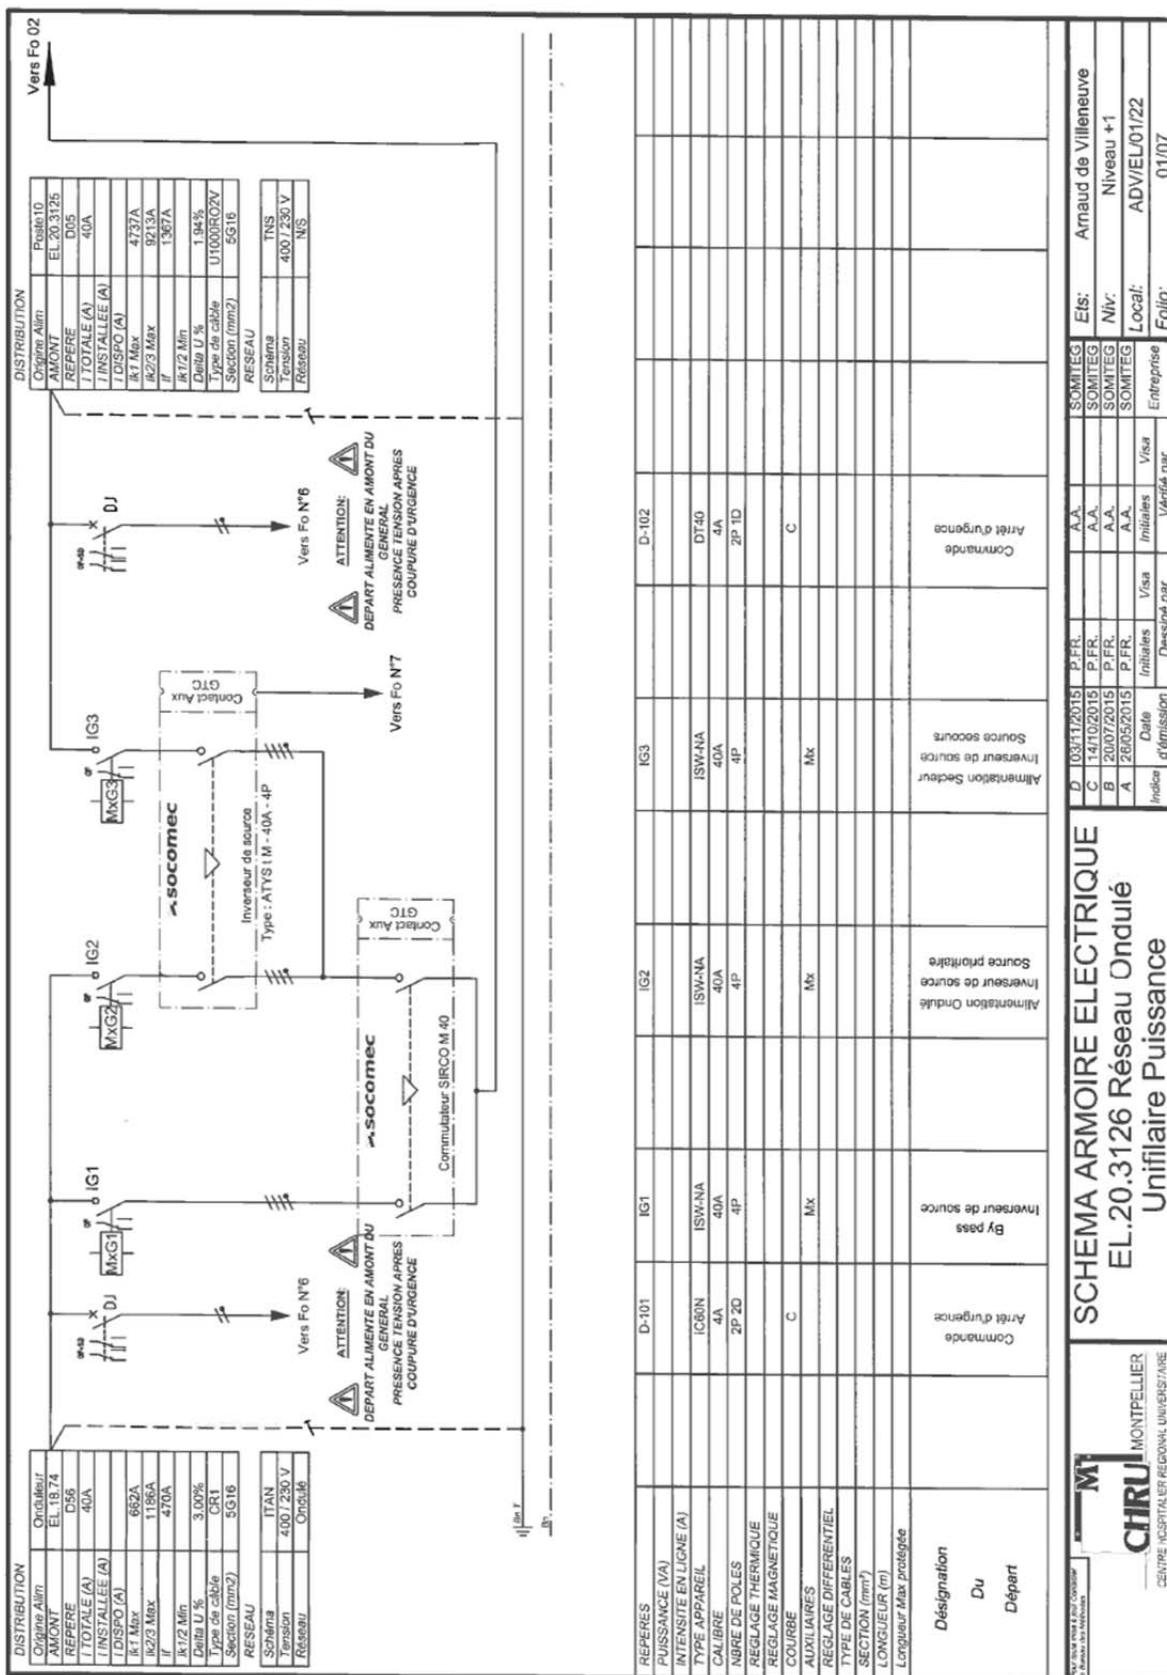 DISTRIBUTION
Origine Alim Onduleur
AMONT EL.18.74
REPERE D56
I TOTALE (A) 40A
I INSTALLEE (A)
I DISPO (A)
Ik1 Max 662A
Ik2/3 Max 1186A
If 470A
Ik1/2 Min
Delta U % 3.00%
Type de câble CR1
Section (mm2) 5G16
RESEAU
Schéma ITAN
Tension 400 / 230 V
Réseau Ondulé
DJ
Vers Fo N°6
ATTENTION:
DEPART ALIMENTE EN AMONT DU
GENERAL
PRESENCE TENSION APRES
COUPURE D'URGENCE
MxG1
IG1
MxG2
IG2
MxG3
IG3
socomec
Inverseur de source
Type : ATYS t M - 40A - 4P
Contact Aux
GTC
Vers Fo N°7
socomec
Commutateur SIRCO M 40
Contact Aux
GTC
DJ
Vers Fo N°6
ATTENTION:
DEPART ALIMENTE EN AMONT DU
GENERAL
PRESENCE TENSION APRES
COUPURE D'URGENCE
DISTRIBUTION
Origine Alim Poste10
AMONT EL.20.3125
REPERE D05
I TOTALE (A) 40A
I INSTALLEE (A)
I DISPO (A)
Ik1 Max 4737A
Ik2/3 Max 9213A
If 1367A
Ik1/2 Min
Delta U % 1.94%
Type de câble U1000RO2V
Section (mm2) 5G16
RESEAU
Schéma TNS
Tension 400 / 230 V
Réseau N/S
Vers Fo 02
REPERES D-101 IG1 IG2 IG3 D-102
PUISSANCE (VA)
INTENSITE EN LIGNE (A)
TYPE APPAREIL IC60N ISW-NA ISW-NA ISW-NA DT40
CALIBRE 4A 40A 40A 40A 4A
NBRE DE POLES 2P 2D 4P 4P 4P 2P 1D
REGLAGE THERMIQUE
REGLAGE MAGNETIQUE
COURBE C C
AUXILIAIRES Mx Mx Mx
REGLAGE DIFFERENTIEL
TYPE DE CABLES
SECTION (mm²)
LONGUEUR (m)
Longueur Max protégée
Désignation
Du
Départ
Commande
Arrêt d'urgence
By pass
Inverseur de source
Alimentation Ondulé
Inverseur de source
Source prioritaire
Alimentation Secteur
Inverseur de source
Source secours
Commande
Arrêt d'urgence
CHRU MONTPELLIER
CENTRE HOSPITALIER REGIONAL UNIVERSITAIRE
SCHEMA ARMOIRE ELECTRIQUE
EL.20.3126 Réseau Ondulé
Unifilaire Puissance
D 03/11/2015 P.FR. A.A. SOMITEG
C 14/10/2015 P.FR. A.A. SOMITEG
B 20/07/2015 P.FR. A.A. SOMITEG
A 26/05/2015 P.FR. A.A. SOMITEG
Indice Date d'émission Initiales Visa Initiales Visa Entreprise
Dessiné par Vérifié par
Ets: Arnaud de Villeneuve
Niv: Niveau +1
Local: ADV/EL/01/22
Folio: 01/07